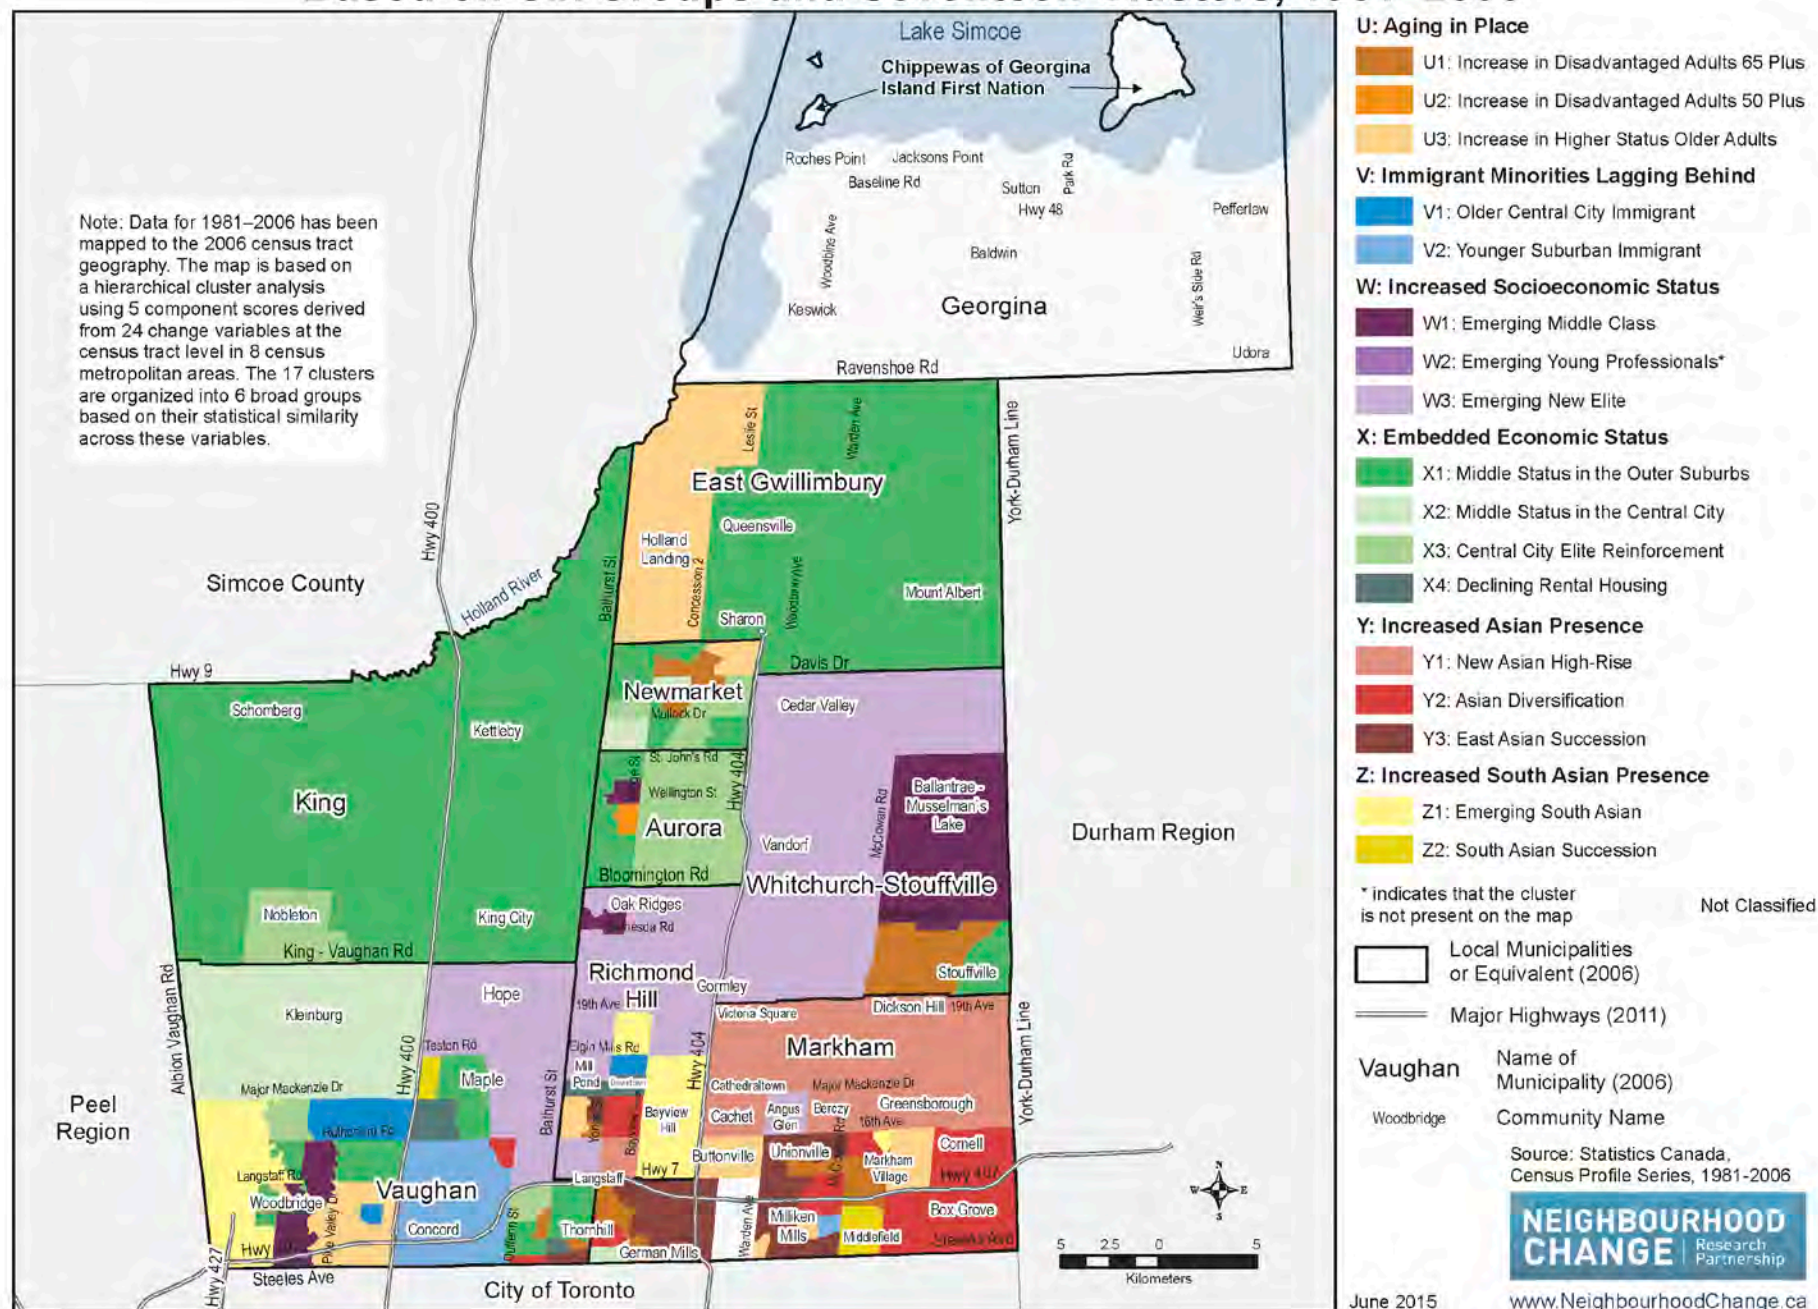 Lake Simcoe
Chippewas of Georgina
Island First Nation
Roches Point
Jacksons Point
Baseline Rd
Park Rd
Sutton
Hwy 48
Pefferlaw
Woodbine Ave
Baldwin
Weir's Side Rd
Keswick
Georgina
Udora
Ravenshoe Rd
Note: Data for 1981–2006 has been
mapped to the 2006 census tract
geography. The map is based on
a hierarchical cluster analysis
using 5 component scores derived
from 24 change variables at the
census tract level in 8 census
metropolitan areas. The 17 clusters
are organized into 6 broad groups
based on their statistical similarity
across these variables.
Leslie St
Warden Ave
York-Durham Line
East Gwillimbury
Queensville
Holland
Landing
Hwy 400
Bathurst St
Concession 2
Woodbine Ave
Simcoe County
Holland River
Mount Albert
Sharon
Hwy 9
Davis Dr
Newmarket
Mullock Dr
Cedar Valley
Schomberg
Kettleby
St. John's Rd
Hwy 404
Wellington St
King
Aurora
Ballantrae -
Musselman's
Lake
McCowan Rd
Vandorf
Durham Region
Bloomington Rd
Whitchurch-Stouffville
Oak Ridges
Nobleton
King City
King - Vaughan Rd
Richmond
Hill
Stouffville
Gormley
Albion Vaughan Rd
Hope
19th Ave
Dickson Hill
19th Ave
Kleinburg
Victoria Square
York-Durham Line
Teston Rd
Elgin Mills Rd
Markham
Hwy 400
Hwy 404
Mill
Pond
Maple
Major Mackenzie Dr
Cathedraltown
Major Mackenzie Dr
Bathurst St
Peel
Region
Bayview
Hill
Cachet
Angus
Glen
Berczy
Greensborough
16th Ave
Rutherford Rd
Buttonville
Unionville
Cornell
Markham
Village
Langstaff Rd
Hwy 7
Langstaff
Hwy 407
Woodbridge
Vaughan
Pine Valley Dr
Concord
Dufferin St
Thornhill
Milliken
Mills
Middlefield
Box Grove
Warden Ave
German Mills
Steeles Ave
Hwy 427
Steeles Ave
City of Toronto
N
W
E
S
5
2.5
0
5
Kilometers
U: Aging in Place
U1: Increase in Disadvantaged Adults 65 Plus
U2: Increase in Disadvantaged Adults 50 Plus
U3: Increase in Higher Status Older Adults
V: Immigrant Minorities Lagging Behind
V1: Older Central City Immigrant
V2: Younger Suburban Immigrant
W: Increased Socioeconomic Status
W1: Emerging Middle Class
W2: Emerging Young Professionals*
W3: Emerging New Elite
X: Embedded Economic Status
X1: Middle Status in the Outer Suburbs
X2: Middle Status in the Central City
X3: Central City Elite Reinforcement
X4: Declining Rental Housing
Y: Increased Asian Presence
Y1: New Asian High-Rise
Y2: Asian Diversification
Y3: East Asian Succession
Z: Increased South Asian Presence
Z1: Emerging South Asian
Z2: South Asian Succession
* indicates that the cluster
is not present on the map
Not Classified
Local Municipalities
or Equivalent (2006)
Major Highways (2011)
Vaughan
Name of
Municipality (2006)
Woodbridge
Community Name
Source: Statistics Canada,
Census Profile Series, 1981-2006
NEIGHBOURHOOD
CHANGE
Research
Partnership
June 2015
www.NeighbourhoodChange.ca